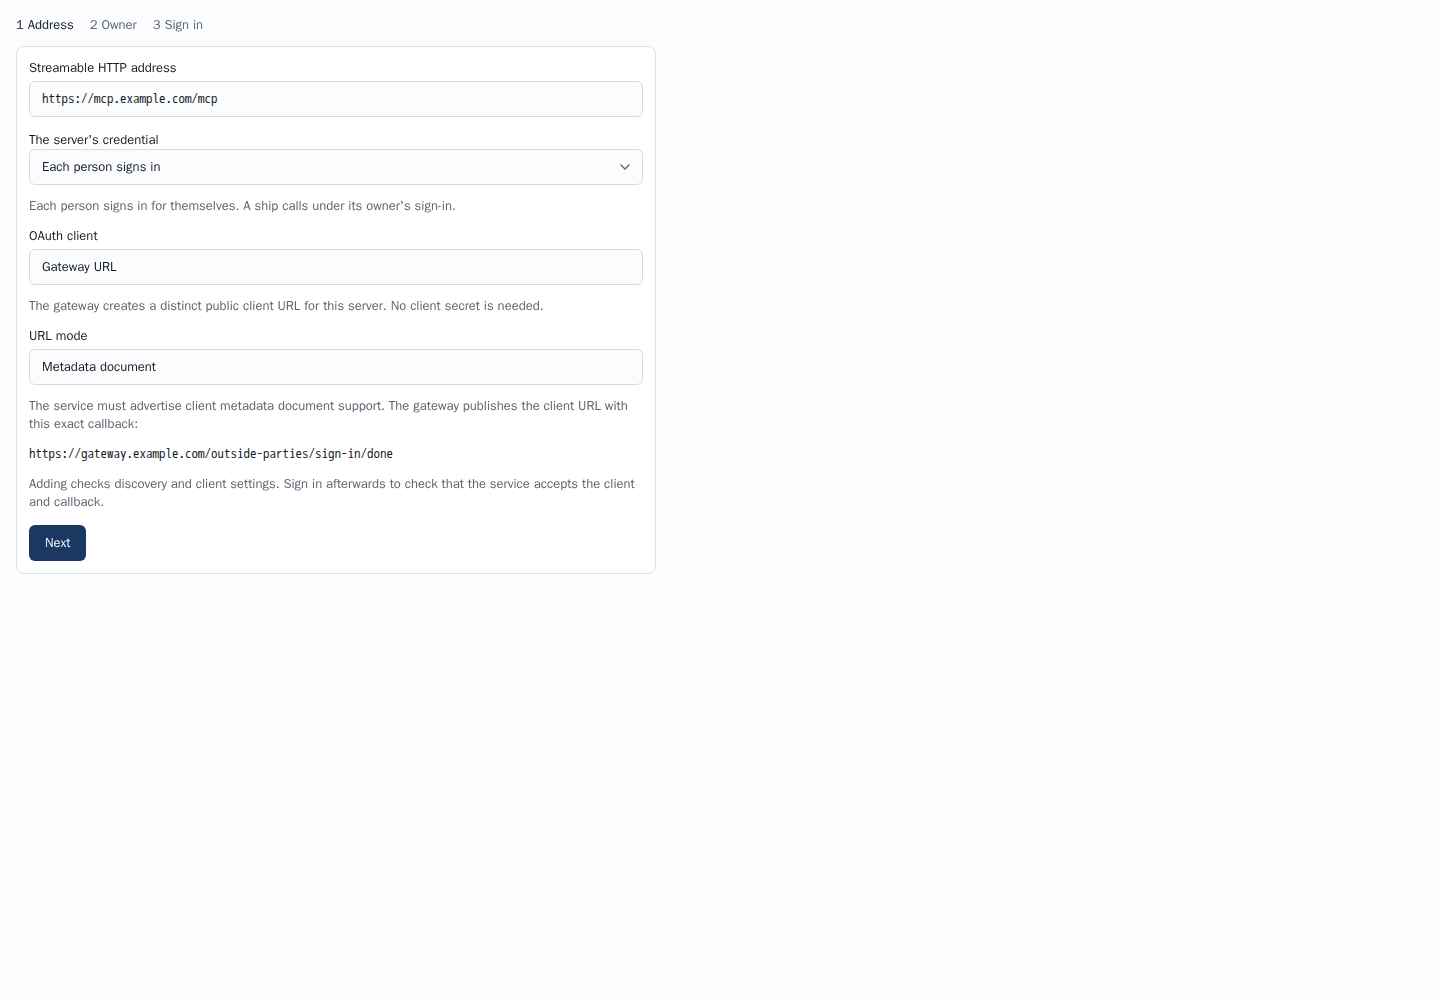 1 Address 2 Owner 3 Sign in
Streamable HTTP address
https://mcp.example.com/mcp
The server's credential
Each person signs in
Each person signs in for themselves. A ship calls under its owner's sign-in.
OAuth client
Gateway URL
The gateway creates a distinct public client URL for this server. No client secret is needed.
URL mode
Metadata document
The service must advertise client metadata document support. The gateway publishes the client URL with
this exact callback:
https://gateway.example.com/outside-parties/sign-in/done
Adding checks discovery and client settings. Sign in afterwards to check that the service accepts the client
and callback.
Next